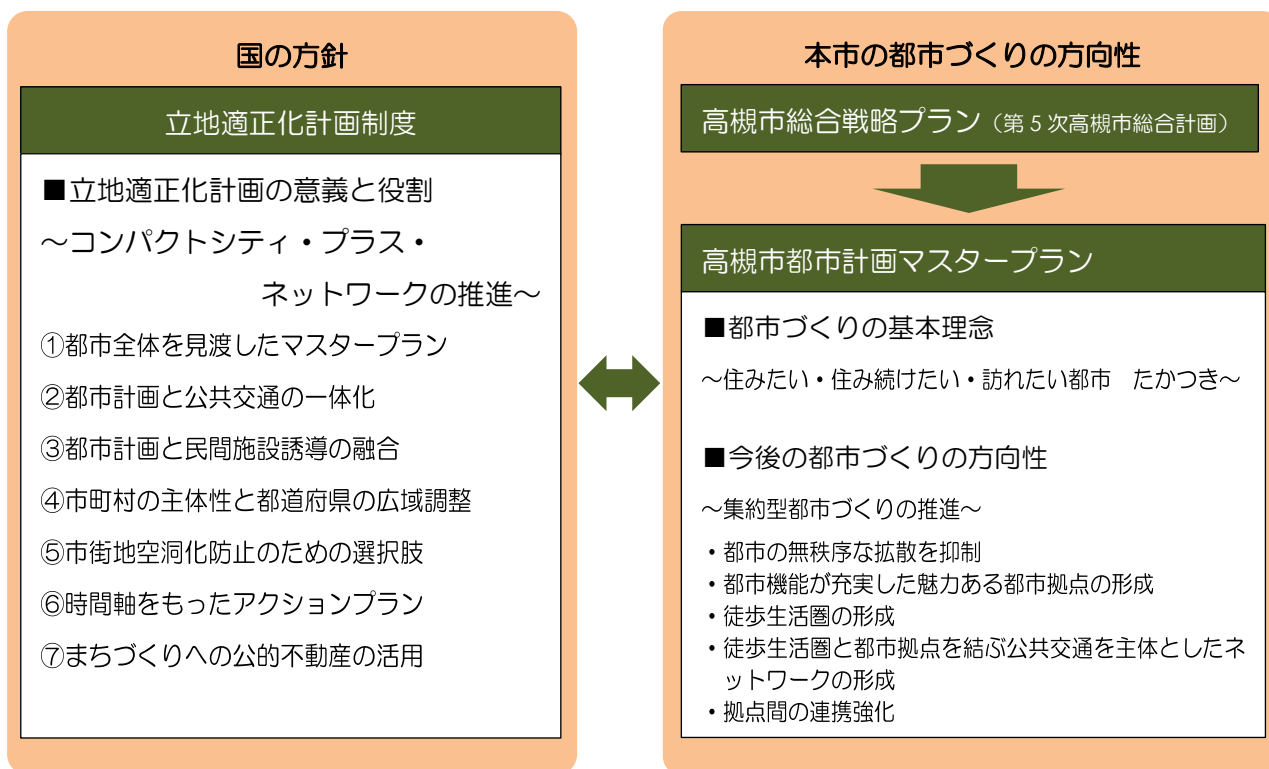 国の方針
立地適正化計画制度
■立地適正化計画の意義と役割
～コンパクトシティ・プラス・
ネットワークの推進～
①都市全体を見渡したマスタープラン
②都市計画と公共交通の一体化
③都市計画と民間施設誘導の融合
④市町村の主体性と都道府県の広域調整
⑤市街地空洞化防止のための選択肢
⑥時間軸をもったアクションプラン
⑦まちづくりへの公的不動産の活用
本市の都市づくりの方向性
高槻市総合戦略プラン（第5次高槻市総合計画）
高槻市都市計画マスタープラン
■都市づくりの基本理念
～住みたい・住み続けたい・訪れたい都市　たかつき～
■今後の都市づくりの方向性
～集約型都市づくりの推進～
・都市の無秩序な拡散を抑制
・都市機能が充実した魅力ある都市拠点の形成
・徒歩生活圏の形成
・徒歩生活圏と都市拠点を結ぶ公共交通を主体としたネ
ットワークの形成
・拠点間の連携強化